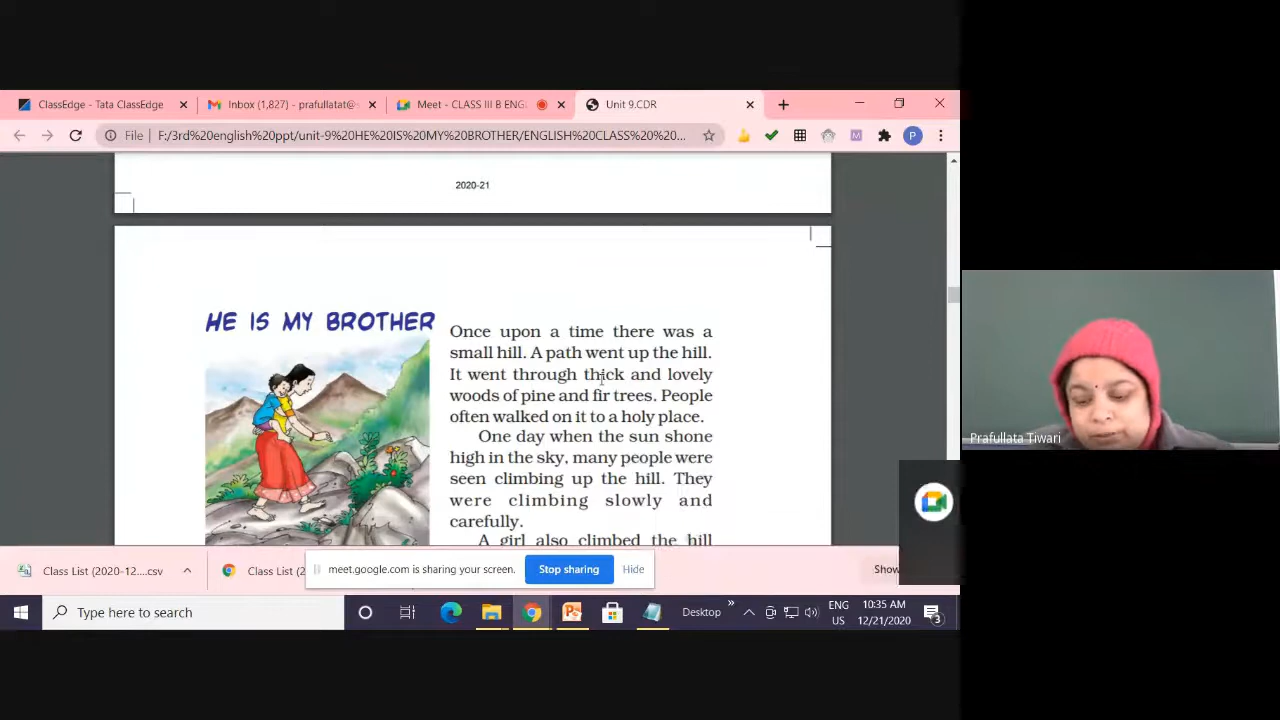 ClassEdge - Tata ClassEdge
Inbox (1,827) - prafullatat@
Meet - CLASS III B ENG
Unit 9.CDR
File F:/3rd%20english%20ppt/unit-9%20HE%20IS%20MY%20BROTHER/ENGLISH%20CLASS%20%20...
P
2020-21
HE IS MY BROTHER
Once upon a time there was a
small hill. A path went up the hill.
It went through thick and lovely
woods of pine and fir trees. People
often walked on it to a holy place.
One day when the sun shone
high in the sky, many people were
seen climbing up the hill. They
were climbing slowly and
carefully.
A girl also climbed the hill
Prafullata Tiwari
Class List (2020-12....csv
Class List (2
meet.google.com is sharing your screen.
Stop sharing
Hide
Show
Type here to search
Desktop
ENG
US
10:35 AM
12/21/2020
3